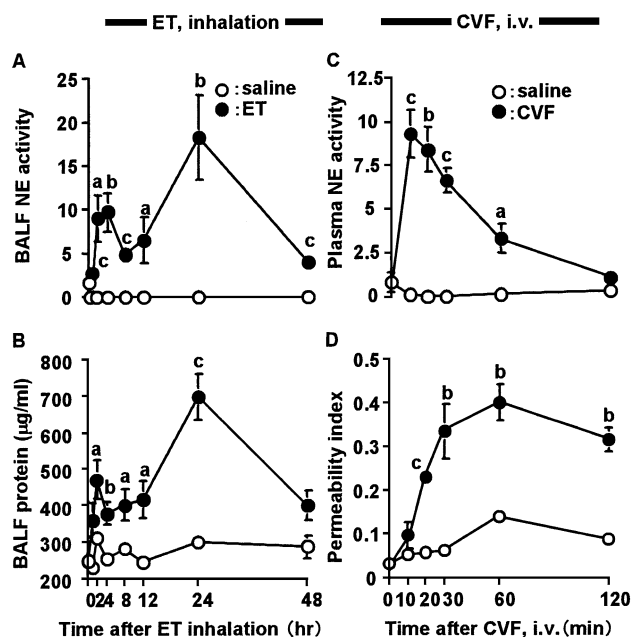 ET, inhalation
CVF, i.v.
A
BALF NE activity
25
20
15
10
5
0
○: saline
●: ET
a
b
c
c
a
b
c
C
Plasma NE activity
12.5
10
7.5
5
2.5
0
○: saline
●: CVF
c
b
c
a
B
BALF protein (μg/ml)
800
700
600
500
400
300
200
a
b
a
a
c
0 2 4 8 12 24 48
Time after ET inhalation (hr)
D
Permeability index
0.5
0.4
0.3
0.2
0.1
0
c
b
b
b
0 10 20 30 60 120
Time after CVF, i.v. (min)